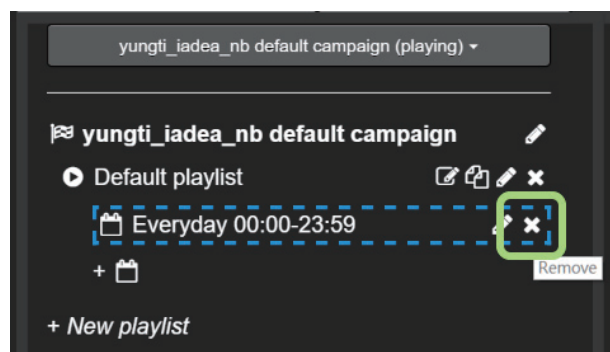 yungti_iadea_nb default campaign (playing)
yungti_iadea_nb default campaign
Default playlist
Everyday 00:00-23:59
Remove
+
+ New playlist